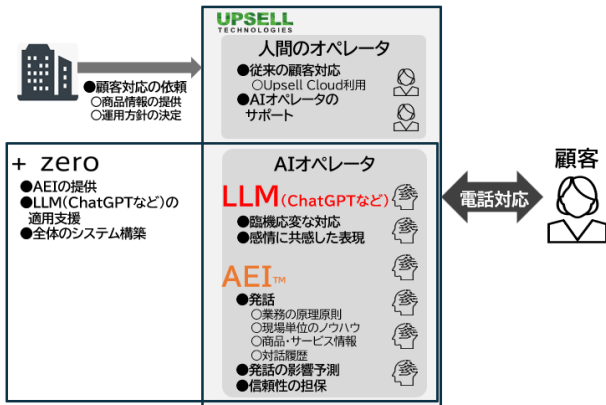 UPSELL
TECHNOLOGIES
人間のオペレータ
●従来の顧客対応
○Upsell Cloud利用
●AIオペレータの
サポート
●顧客対応の依頼
○商品情報の提供
○運用方針の決定
+ zero
●AEIの提供
●LLM(ChatGPTなど)の
適用支援
●全体のシステム構築
AIオペレータ
LLM(ChatGPTなど)
●臨機応変な対応
●感情に共感した表現
AEI™
●発話
○業務の原理原則
○現場単位のノウハウ
○商品・サービス情報
○対話履歴
●発話の影響予測
●信頼性の担保
電話対応
顧客